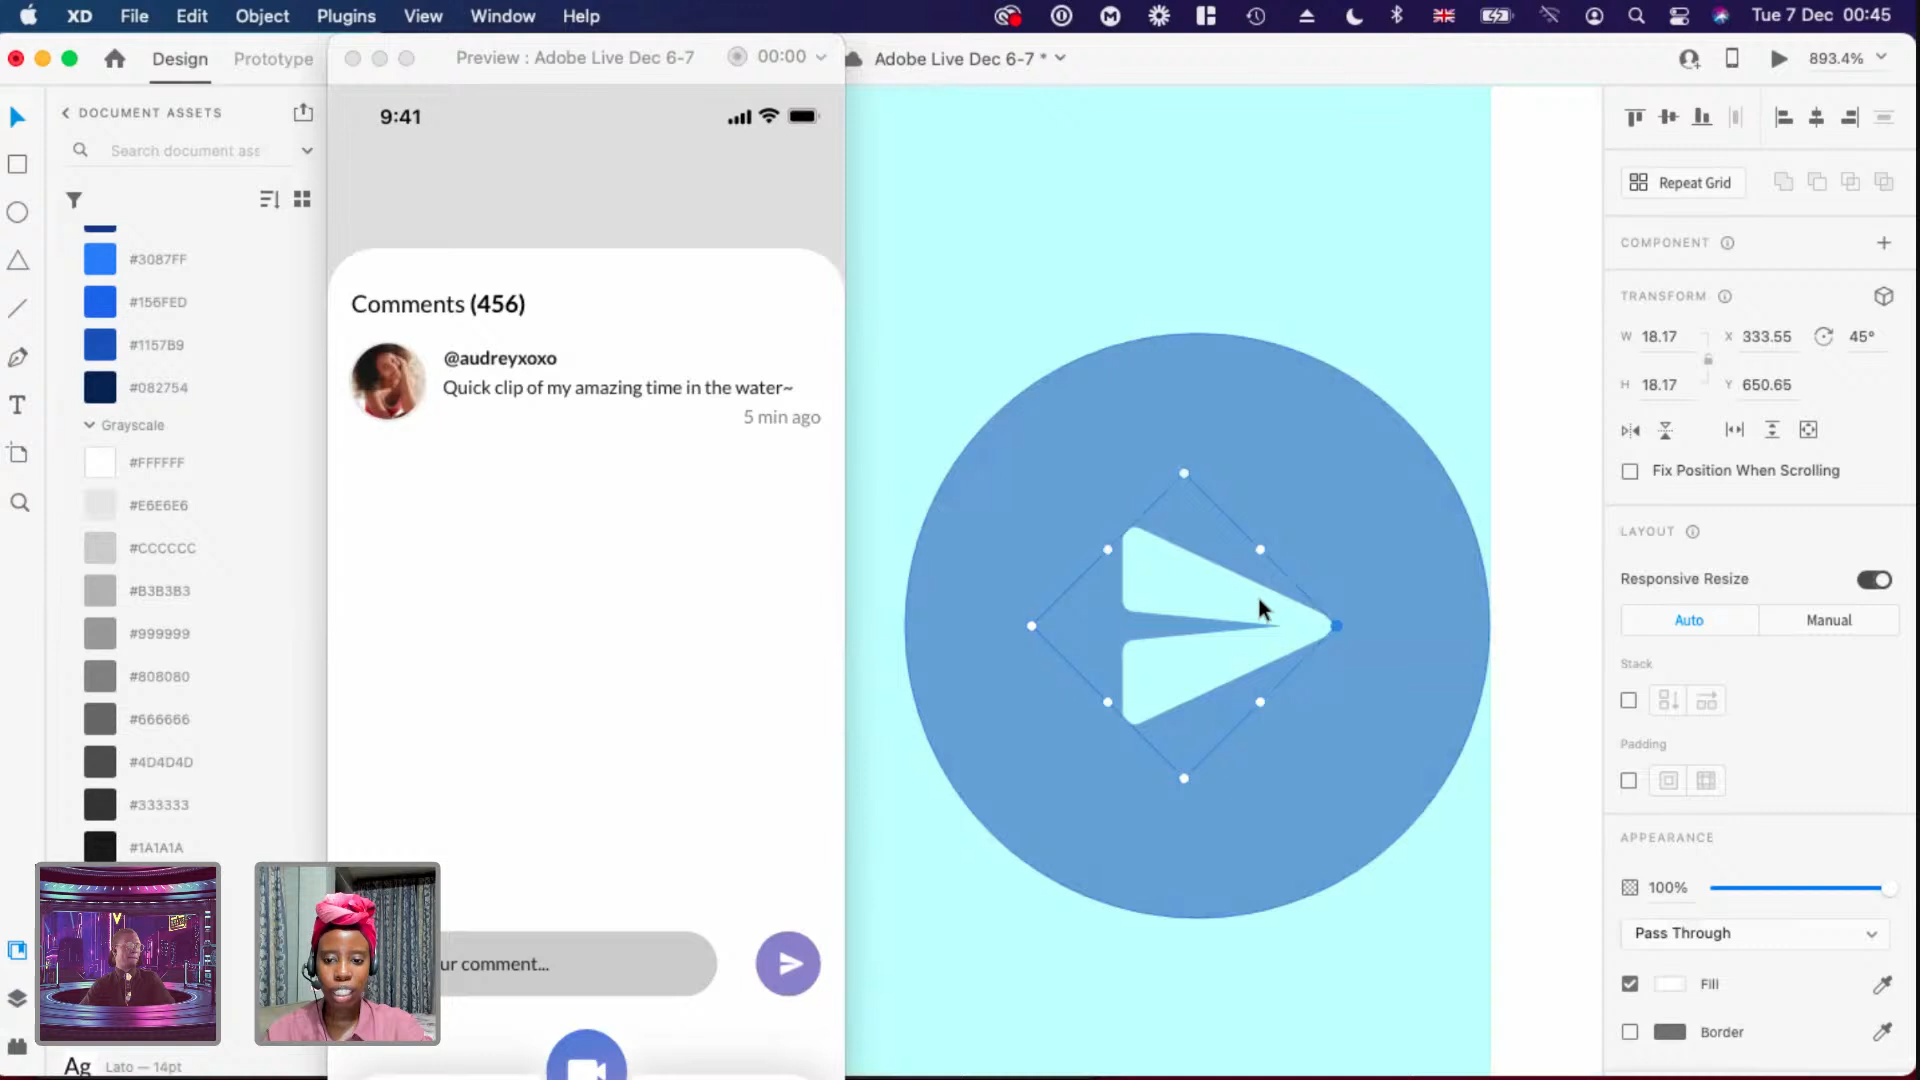 XD File Edit Object Plugins View Window Help Tue 7 Dec 00:45
Design Prototype Preview : Adobe Live Dec 6-7 00:00 Adobe Live Dec 6-7 * 893.4%
DOCUMENT ASSETS
Search document ass
#3087FF
#156FED
#1157B9
#082754
Grayscale
#FFFFFF
#E6E6E6
#CCCCCC
#B3B3B3
#999999
#808080
#666666
#4D4D4D
#333333
#1A1A1A
Ag Lato — 14pt
9:41
Comments (456)
@audreyxoxo
Quick clip of my amazing time in the water~
5 min ago
ur comment...
Repeat Grid
COMPONENT
TRANSFORM
W 18.17 X 333.55 45°
H 18.17 Y 650.65
Fix Position When Scrolling
LAYOUT
Responsive Resize
Auto Manual
Stack
Padding
APPEARANCE
100%
Pass Through
Fill
Border